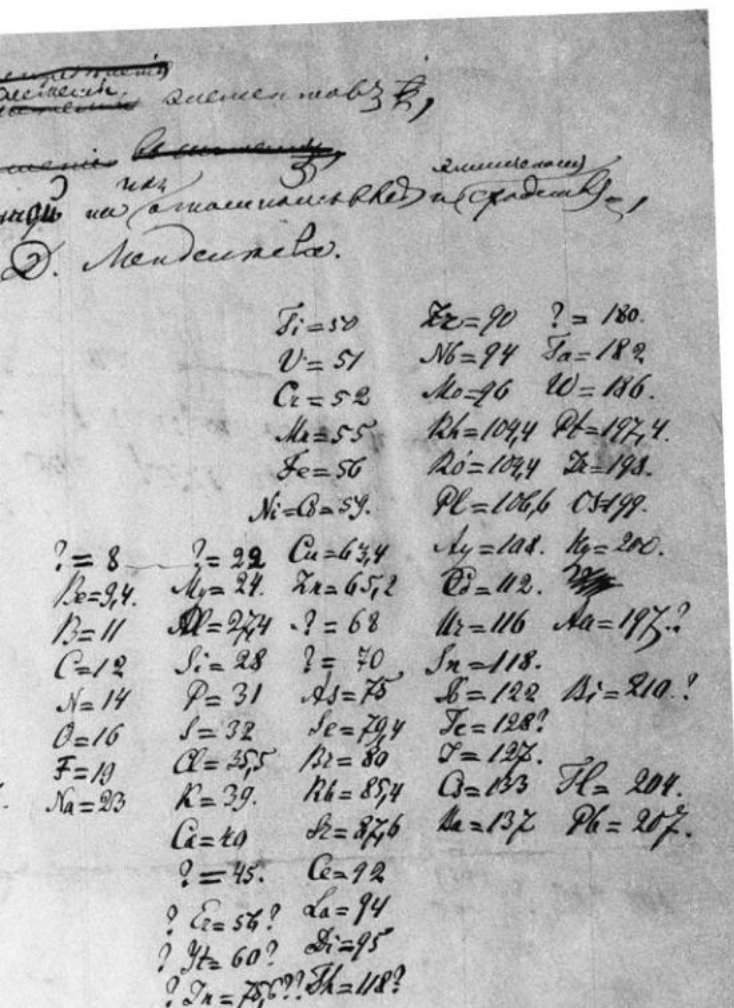 элементовъ,
на
Д. Менделеева.
Ti=50 Zr=90 ?=180.
V=51 Nb=94 Ta=182
Cr=52 Mo=96 W=186.
Mn=55 Rh=104,4 Pt=197,4.
Fe=56 Ro=104,4 Ir=198.
Ni=Co=59. Pl=106,6 Os=199.
?=8 ?=22 Cu=63,4 Ag=108. Hg=200.
Be=9,4. Mg=24. Zn=65,2 Cd=112.
B=11 Al=27,4 ?=68 Ur=116 Au=197.?
C=12 Si=28 ?=70 Sn=118.
N=14 P=31 As=75 Sb=122 Bi=210.?
O=16 S=32 Se=79,4 Te=128?
F=19 Cl=35,5 Br=80 J=127.
Na=23 K=39. Rb=85,4 Cs=133 Tl=204.
Ca=40 Sr=87,6 Ba=137 Pb=207.
?=45. Ce=92
? Er=56? La=94
? Yt=60? Di=95
? In=75,6?? Th=118?